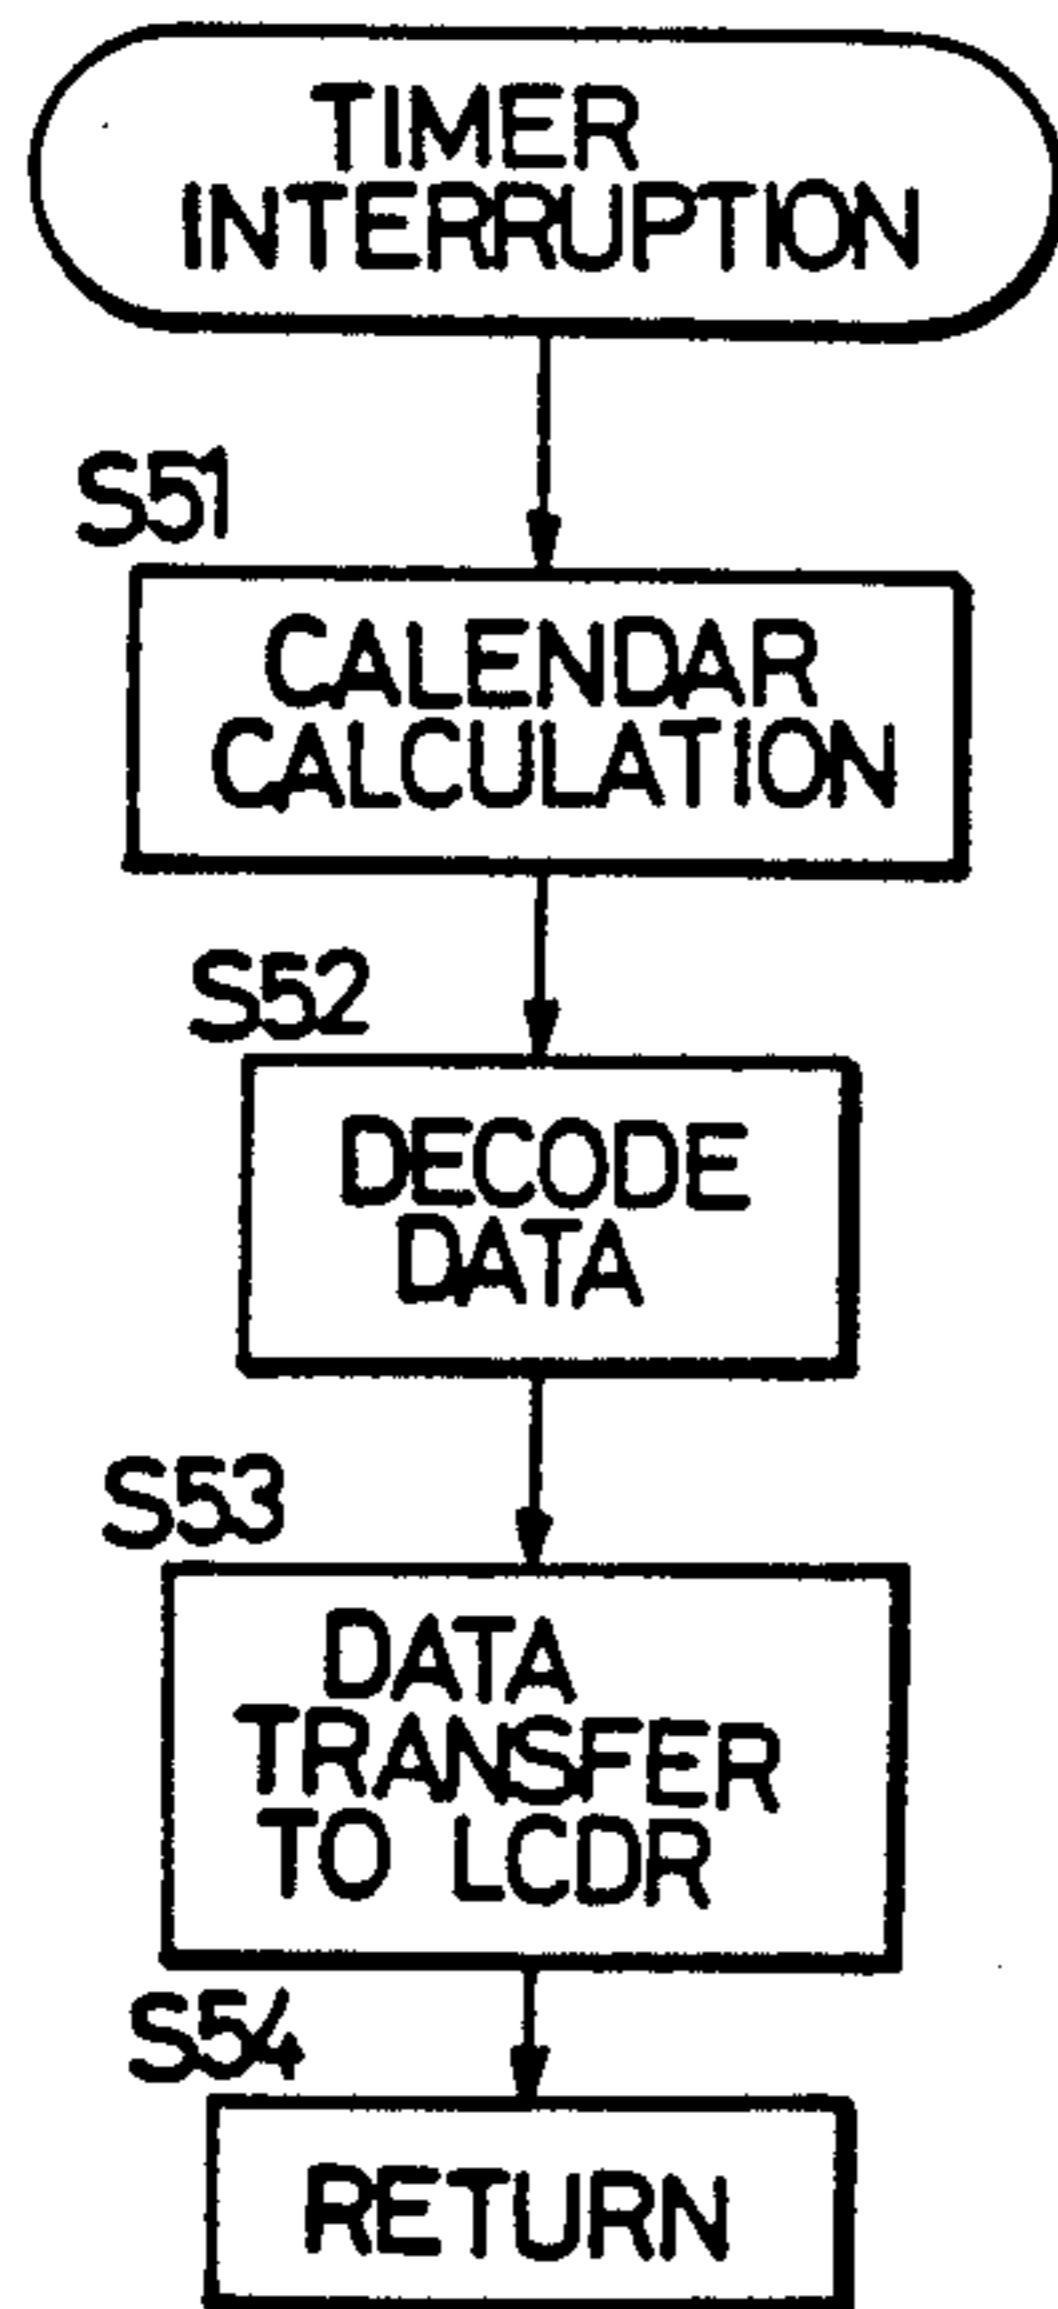 TIMER
INTERRUPTION
S51
CALENDAR
CALCULATION
S52
DECODE
DATA
S53
DATA
TRANSFER
TO LCDR
S54
RETURN